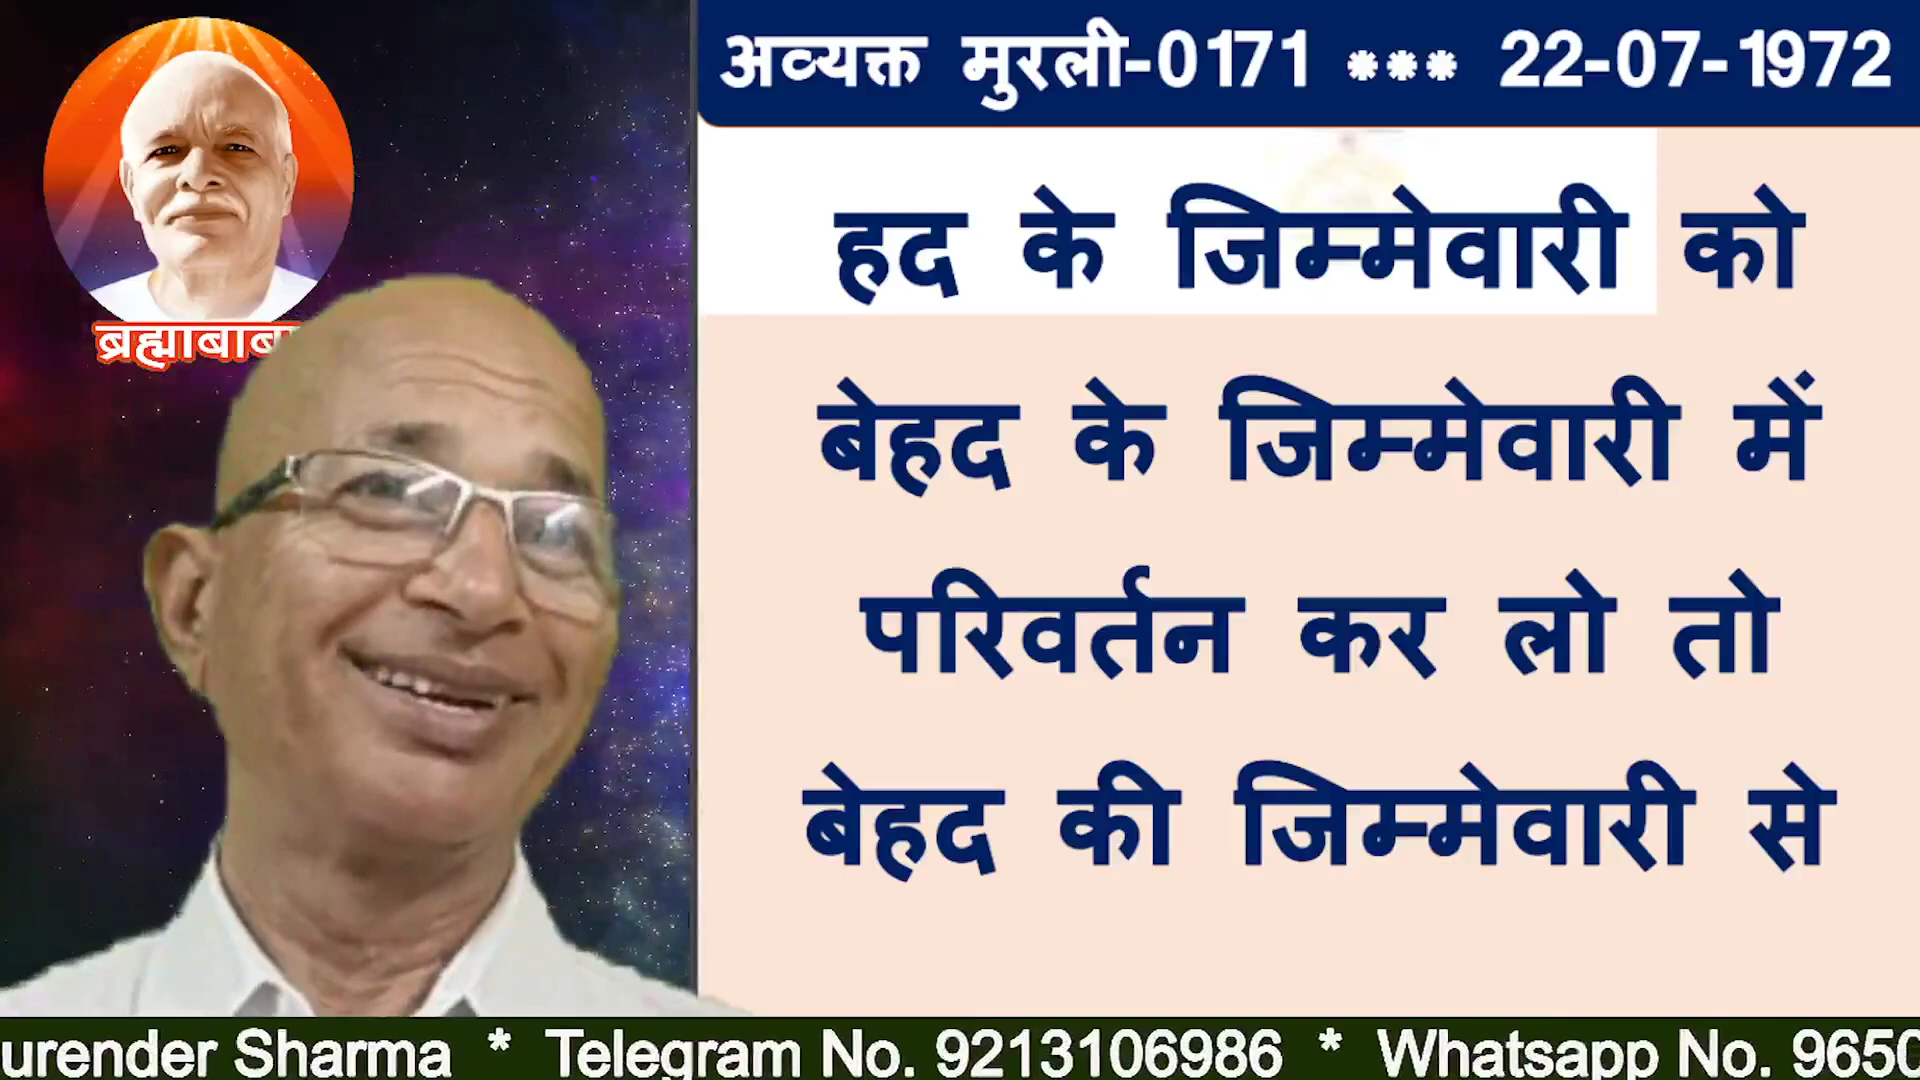 अव्यक्त मुरली-0171 *** 22-07-1972
हद के जिम्मेवारी को
बेहद के जिम्मेवारी में
परिवर्तन कर लो तो
बेहद की जिम्मेवारी से
ब्रह्माबाब
urender Sharma * Telegram No. 9213106986 * Whatsapp No. 9650